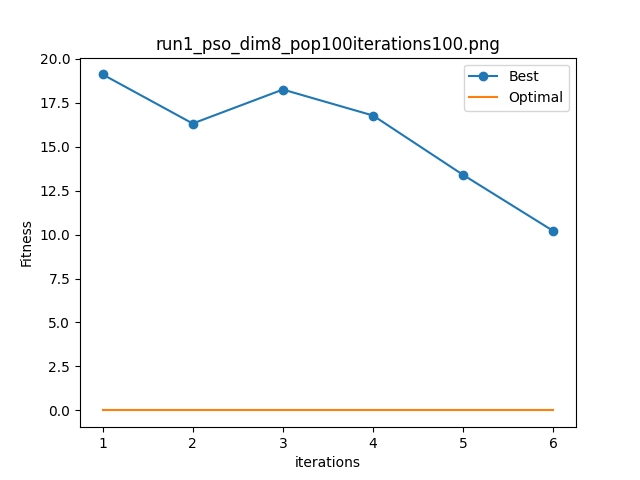 run1_pso_dim8_pop100iterations100.png
Best
Optimal
Fitness
20.0
17.5
15.0
12.5
10.0
7.5
5.0
2.5
0.0
1 2 3 4 5 6
iterations